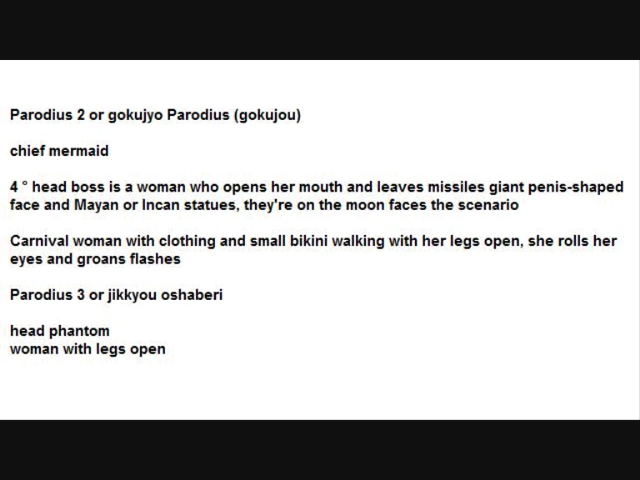 Parodius 2 or gokujyo Parodius (gokujou)
chief mermaid
4 ° head boss is a woman who opens her mouth and leaves missiles giant penis-shaped
face and Mayan or Incan statues, they're on the moon faces the scenario
Carnival woman with clothing and small bikini walking with her legs open, she rolls her
eyes and groans flashes
Parodius 3 or jikkyou oshaberi
head phantom
woman with legs open